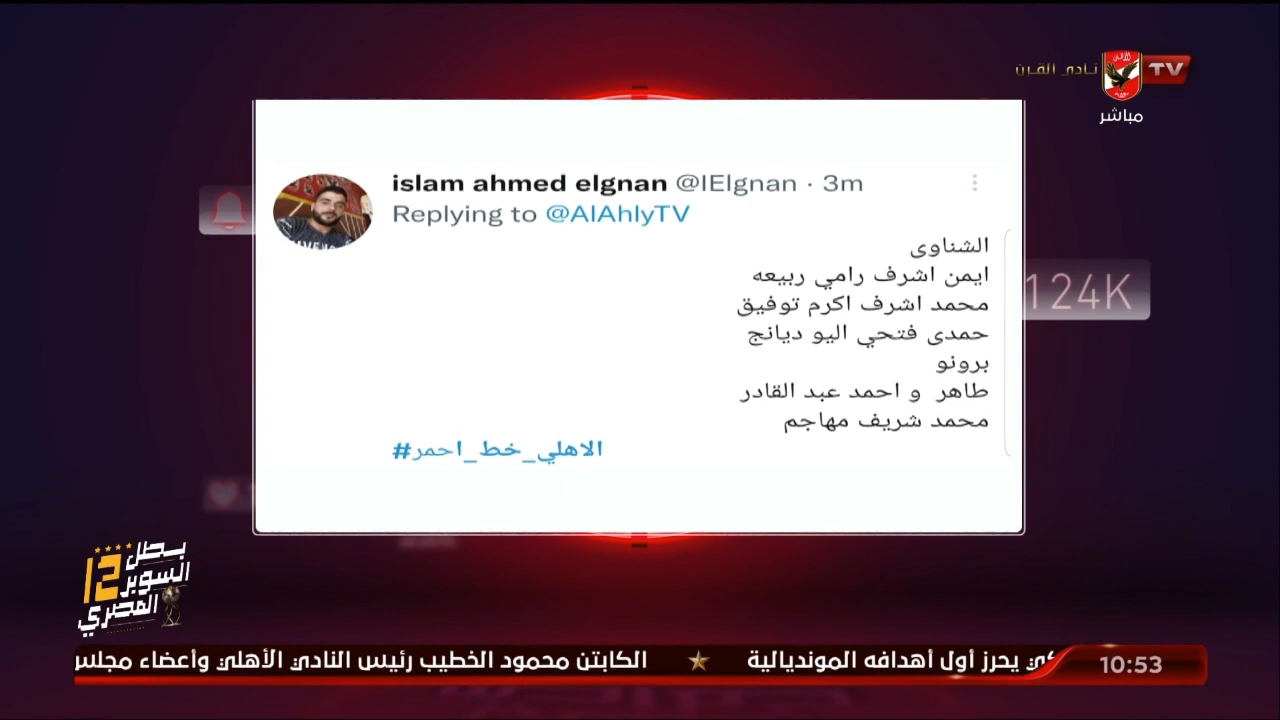 نادي القرن
TV
مباشر
islam ahmed elgnan @IElgnan · 3m
Replying to @AlAhlyTV
الشناوى
ايمن اشرف رامي ربيعه
محمد اشرف اكرم توفيق
حمدى فتحي اليو ديانج
برونو
طاهر و احمد عبد القادر
محمد شريف مهاجم
#الاهلي_خط_احمر
124K
بطل
12
السوبر
المصري
كي يحرز أول أهدافه المونديالية
الكابتن محمود الخطيب رئيس النادي الأهلي وأعضاء مجلس
10:53